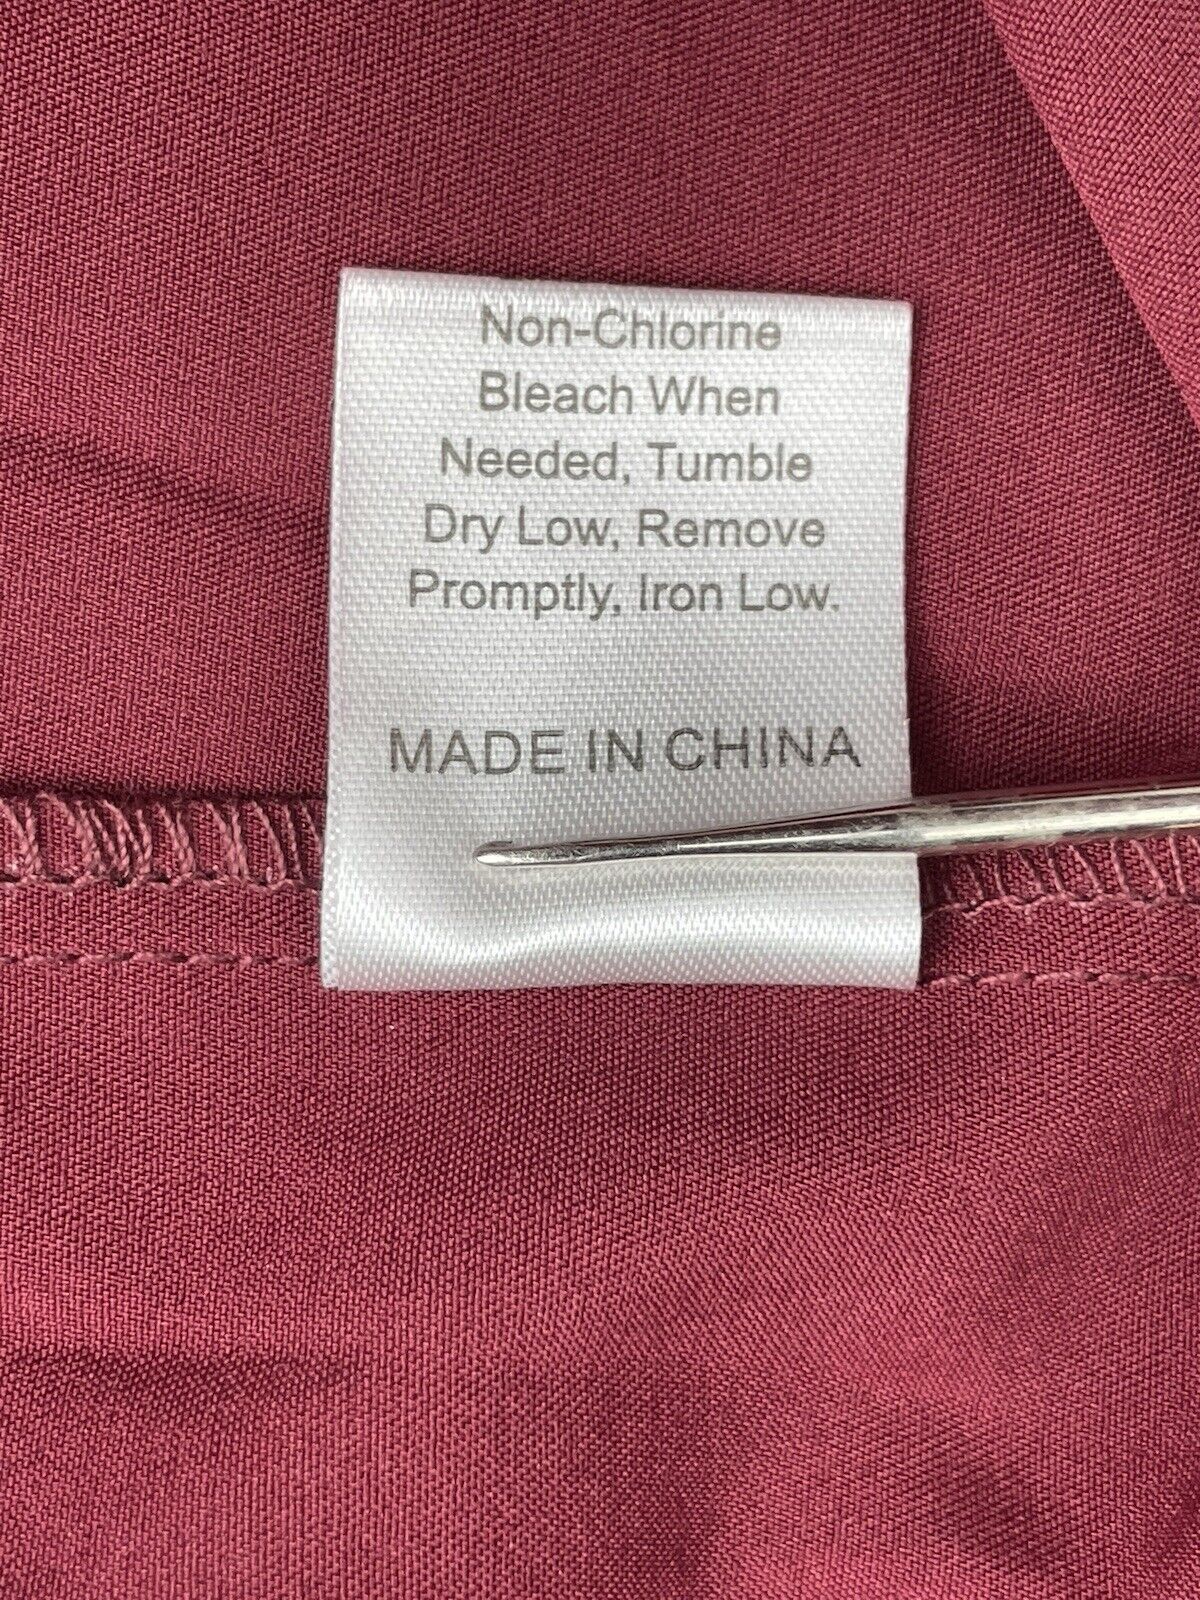 Non-Chlorine
Bleach When
Needed, Tumble
Dry Low, Remove
Promptly, Iron Low.
MADE IN CHINA